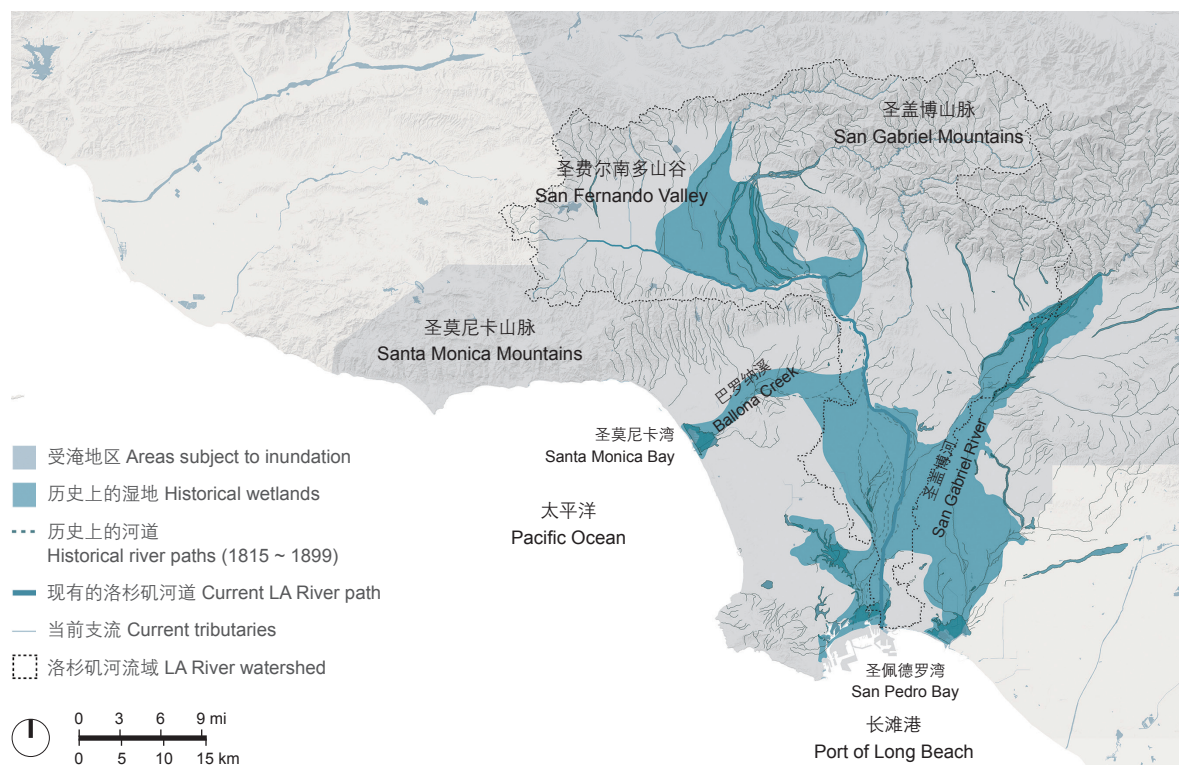 圣盖博山脉
San Gabriel Mountains
圣费尔南多山谷
San Fernando Valley
圣莫尼卡山脉
Santa Monica Mountains
巴罗纳溪
Ballona Creek
圣莫尼卡湾
Santa Monica Bay
圣盖博河
San Gabriel River
太平洋
Pacific Ocean
受淹地区 Areas subject to inundation
历史上的湿地 Historical wetlands
历史上的河道
Historical river paths (1815 ~ 1899)
现有的洛杉矶河道 Current LA River path
当前支流 Current tributaries
洛杉矶河流域 LA River watershed
圣佩德罗湾
San Pedro Bay
长滩港
Port of Long Beach
0 3 6 9 mi
0 5 10 15 km